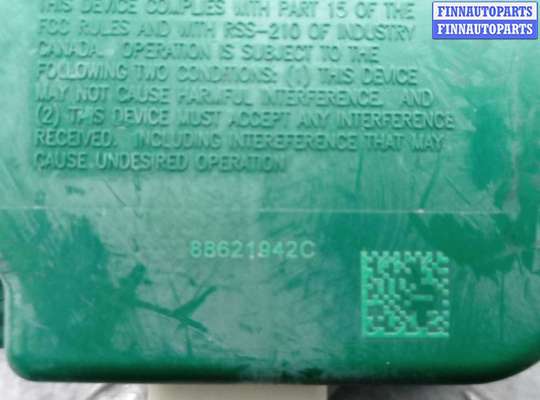 THIS DEVICE COMPLIES WITH PART 15 OF THE
FCC RULES AND WITH RSS-210 OF INDUSTRY
CANADA. OPERATION IS SUBJECT TO THE
FOLLOWING TWO CONDITIONS: (1) THIS DEVICE
MAY NOT CAUSE HARMFUL INTERFERENCE, AND
(2) THIS DEVICE MUST ACCEPT ANY INTERFERENCE
RECEIVED, INCLUDING INTEREFERENCE THAT MAY
CAUSE UNDESIRED OPERATION
88621942C
FINNAUTOPARTS
FINNAUTOPARTS